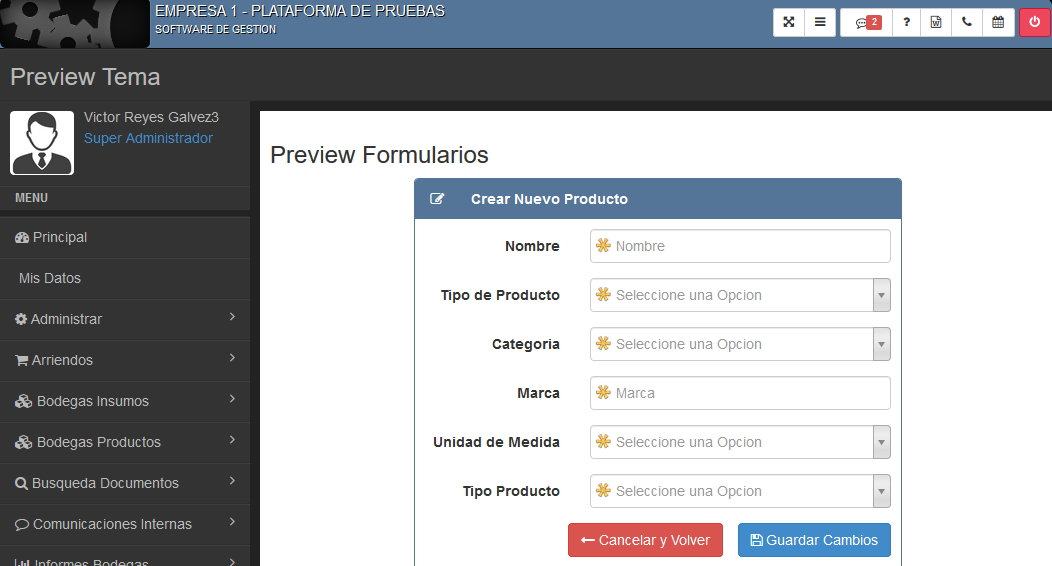 EMPRESA 1 - PLATAFORMA DE PRUEBAS
SOFTWARE DE GESTION
2
?
Preview Tema
Victor Reyes Galvez3
Super Administrador
MENU
Principal
Mis Datos
Administrar
Arriendos
Bodegas Insumos
Bodegas Productos
Busqueda Documentos
Comunicaciones Internas
Informes Bodegas
Preview Formularios
Crear Nuevo Producto
Nombre Nombre
Tipo de Producto Seleccione una Opcion
Categoria Seleccione una Opcion
Marca Marca
Unidad de Medida Seleccione una Opcion
Tipo Producto Seleccione una Opcion
Cancelar y Volver Guardar Cambios